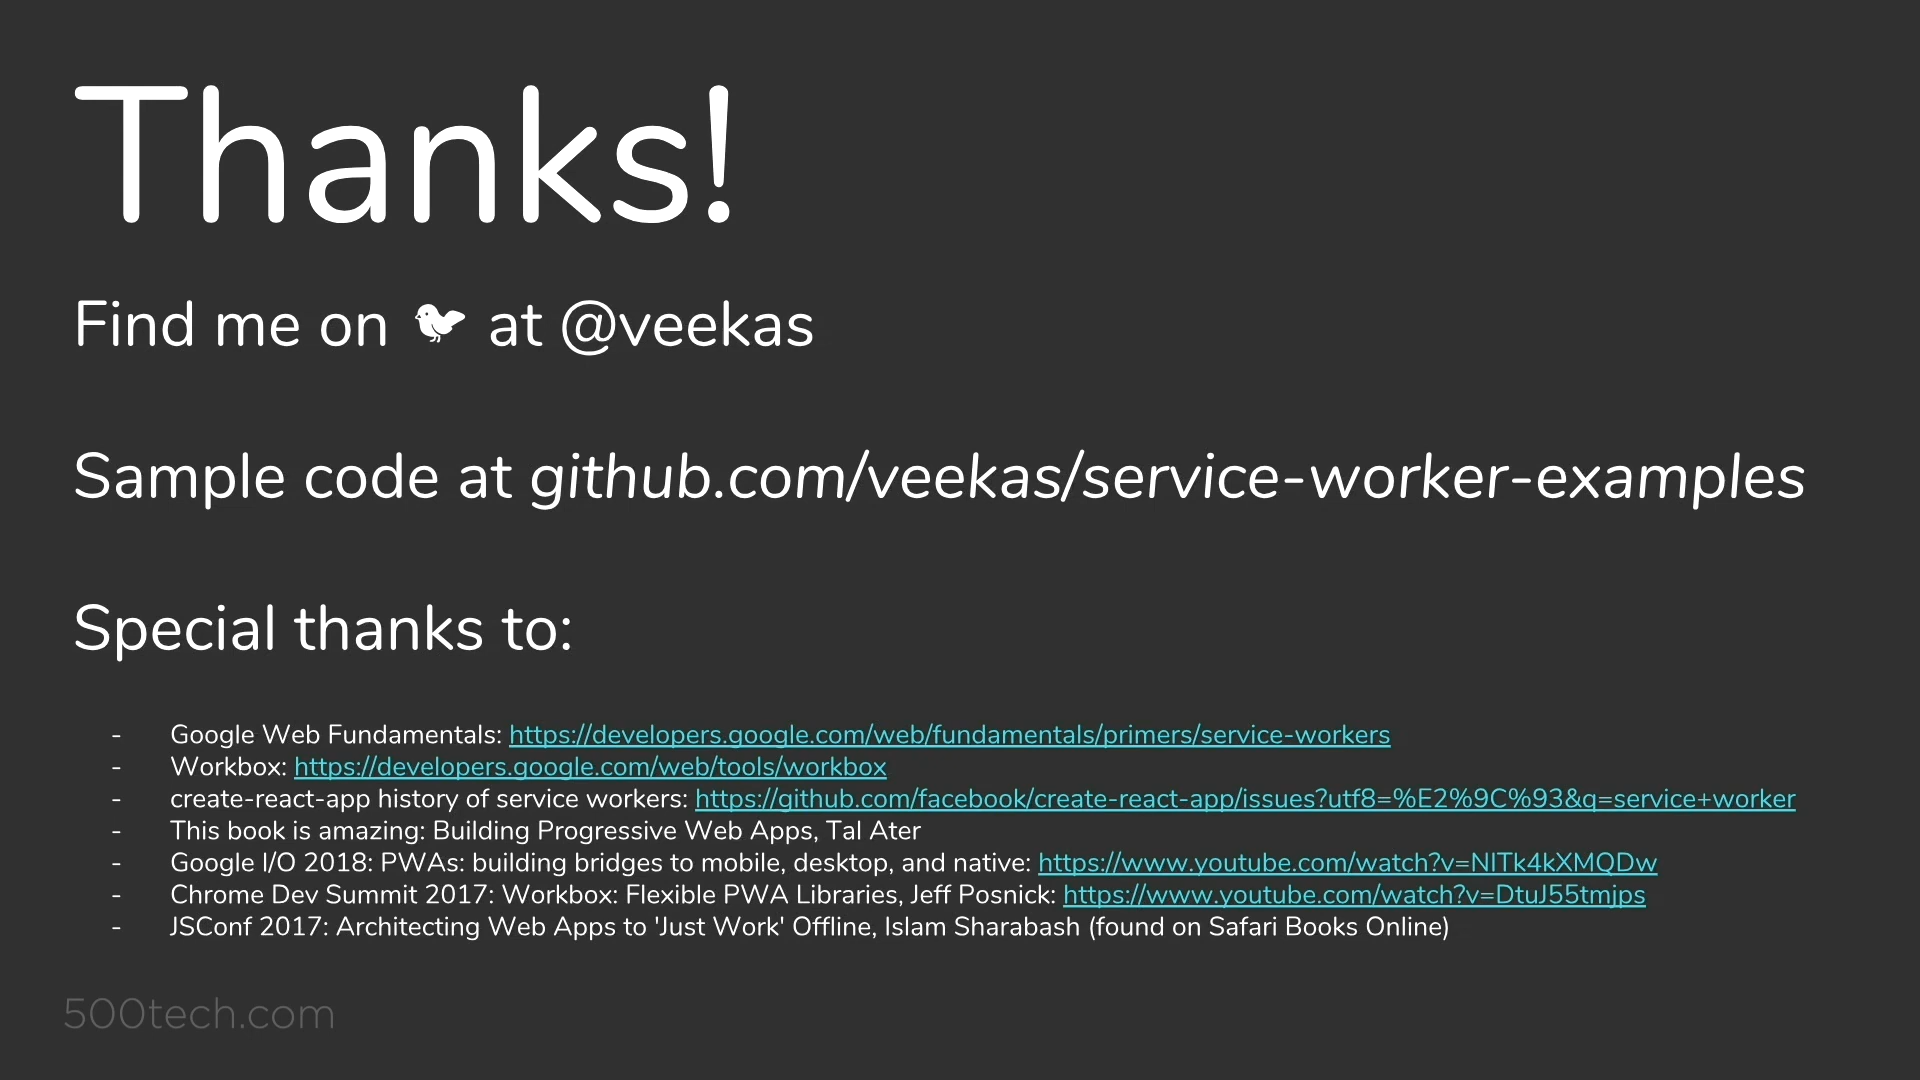 Thanks!
Find me on 🐦 at @veekas
Sample code at github.com/veekas/service-worker-examples
Special thanks to:
- Google Web Fundamentals: https://developers.google.com/web/fundamentals/primers/service-workers
- Workbox: https://developers.google.com/web/tools/workbox
- create-react-app history of service workers: https://github.com/facebook/create-react-app/issues?utf8=%E2%9C%93&q=service+worker
- This book is amazing: Building Progressive Web Apps, Tal Ater
- Google I/O 2018: PWAs: building bridges to mobile, desktop, and native: https://www.youtube.com/watch?v=NITk4kXMQDw
- Chrome Dev Summit 2017: Workbox: Flexible PWA Libraries, Jeff Posnick: https://www.youtube.com/watch?v=DtuJ55tmjps
- JSConf 2017: Architecting Web Apps to 'Just Work' Offline, Islam Sharabash (found on Safari Books Online)
500tech.com